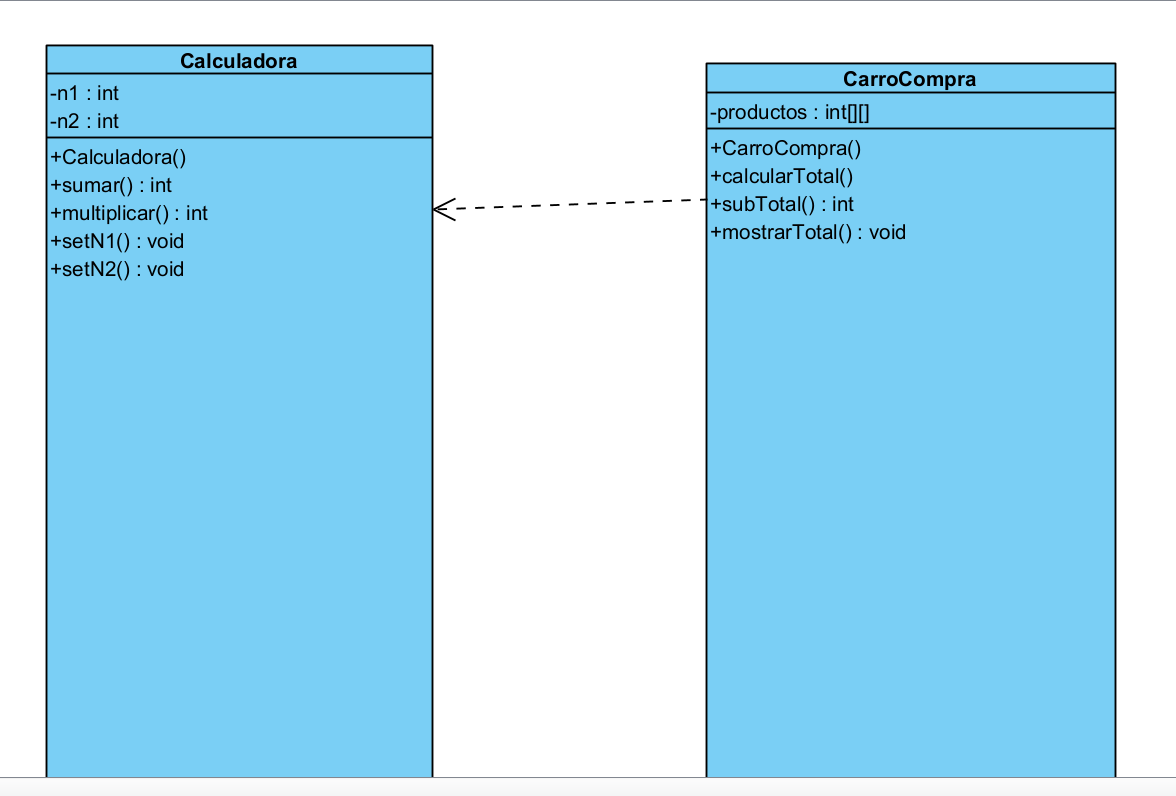 Calculadora
-n1 : int
-n2 : int
+Calculadora()
+sumar() : int
+multiplicar() : int
+setN1() : void
+setN2() : void
CarroCompra
-productos : int[][]
+CarroCompra()
+calcularTotal()
+subTotal() : int
+mostrarTotal() : void